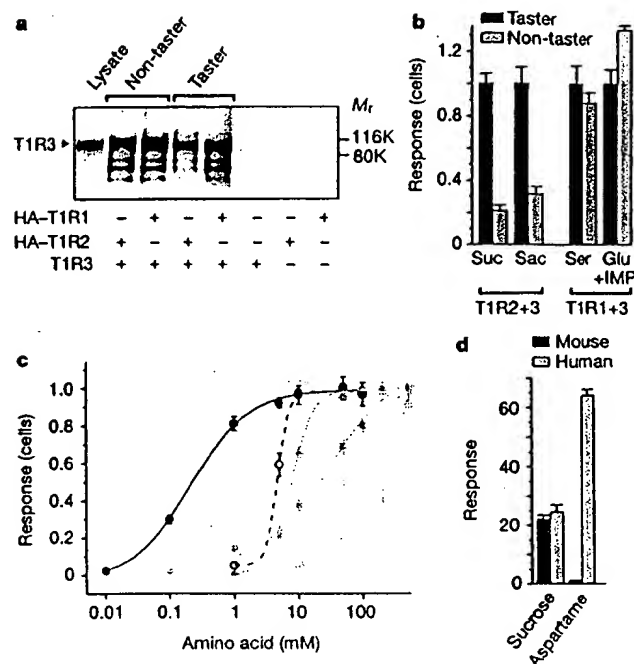 a
Lysate
Non-taster
Taster
Mr
T1R3
116K
80K
HA–T1R1 – + – + – – +
HA–T1R2 + – + – – + –
T1R3 + + + + + – –
b
Taster
Non-taster
Response (cells)
1.2
0.8
0.4
0
Suc Sac Ser Glu
+IMP
T1R2+3 T1R1+3
c
Response (cells)
1.0
0.8
0.6
0.4
0.2
0
0.01 0.1 1 10 100
Amino acid (mM)
d
Mouse
Human
Response
60
40
20
0
Sucrose
Aspartame